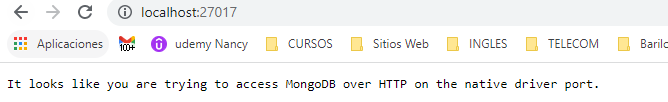 localhost:27017
Aplicaciones 100+ udemy Nancy CURSOS Sitios Web INGLES TELECOM Barilo
It looks like you are trying to access MongoDB over HTTP on the native driver port.